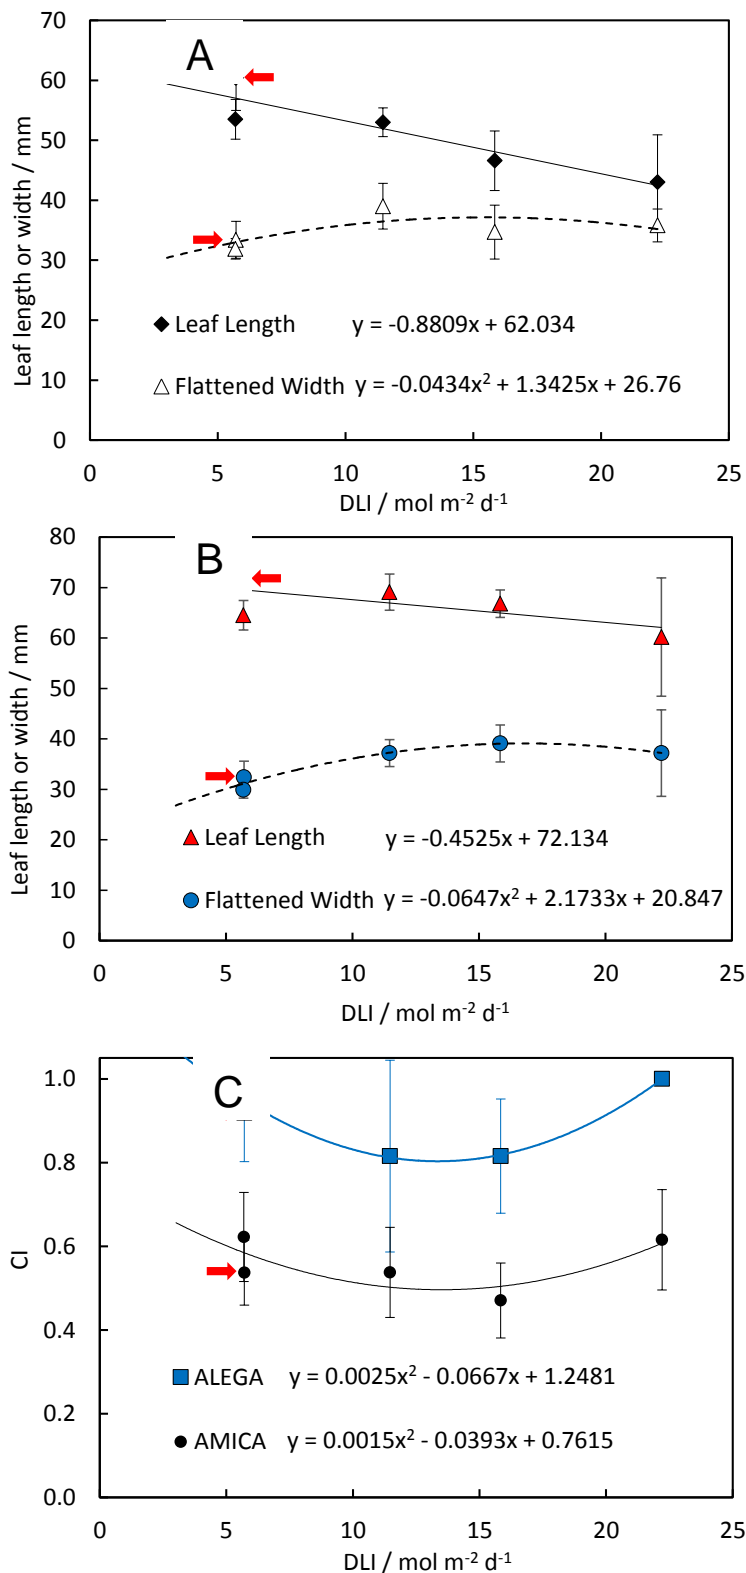 A
70
60
50
40
30
20
10
0
Leaf length or width / mm
Leaf Length y = -0.8809x + 62.034
Flattened Width y = -0.0434x² + 1.3425x + 26.76
0 5 10 15 20 25
DLI / mol m⁻² d⁻¹
B
80
70
60
50
40
30
20
10
0
Leaf length or width / mm
Leaf Length y = -0.4525x + 72.134
Flattened Width y = -0.0647x² + 2.1733x + 20.847
0 5 10 15 20 25
DLI / mol m⁻² d⁻¹
C
1.0
0.8
0.6
0.4
0.2
0.0
CI
ALEGA y = 0.0025x² - 0.0667x + 1.2481
AMICA y = 0.0015x² - 0.0393x + 0.7615
0 5 10 15 20 25
DLI / mol m⁻² d⁻¹